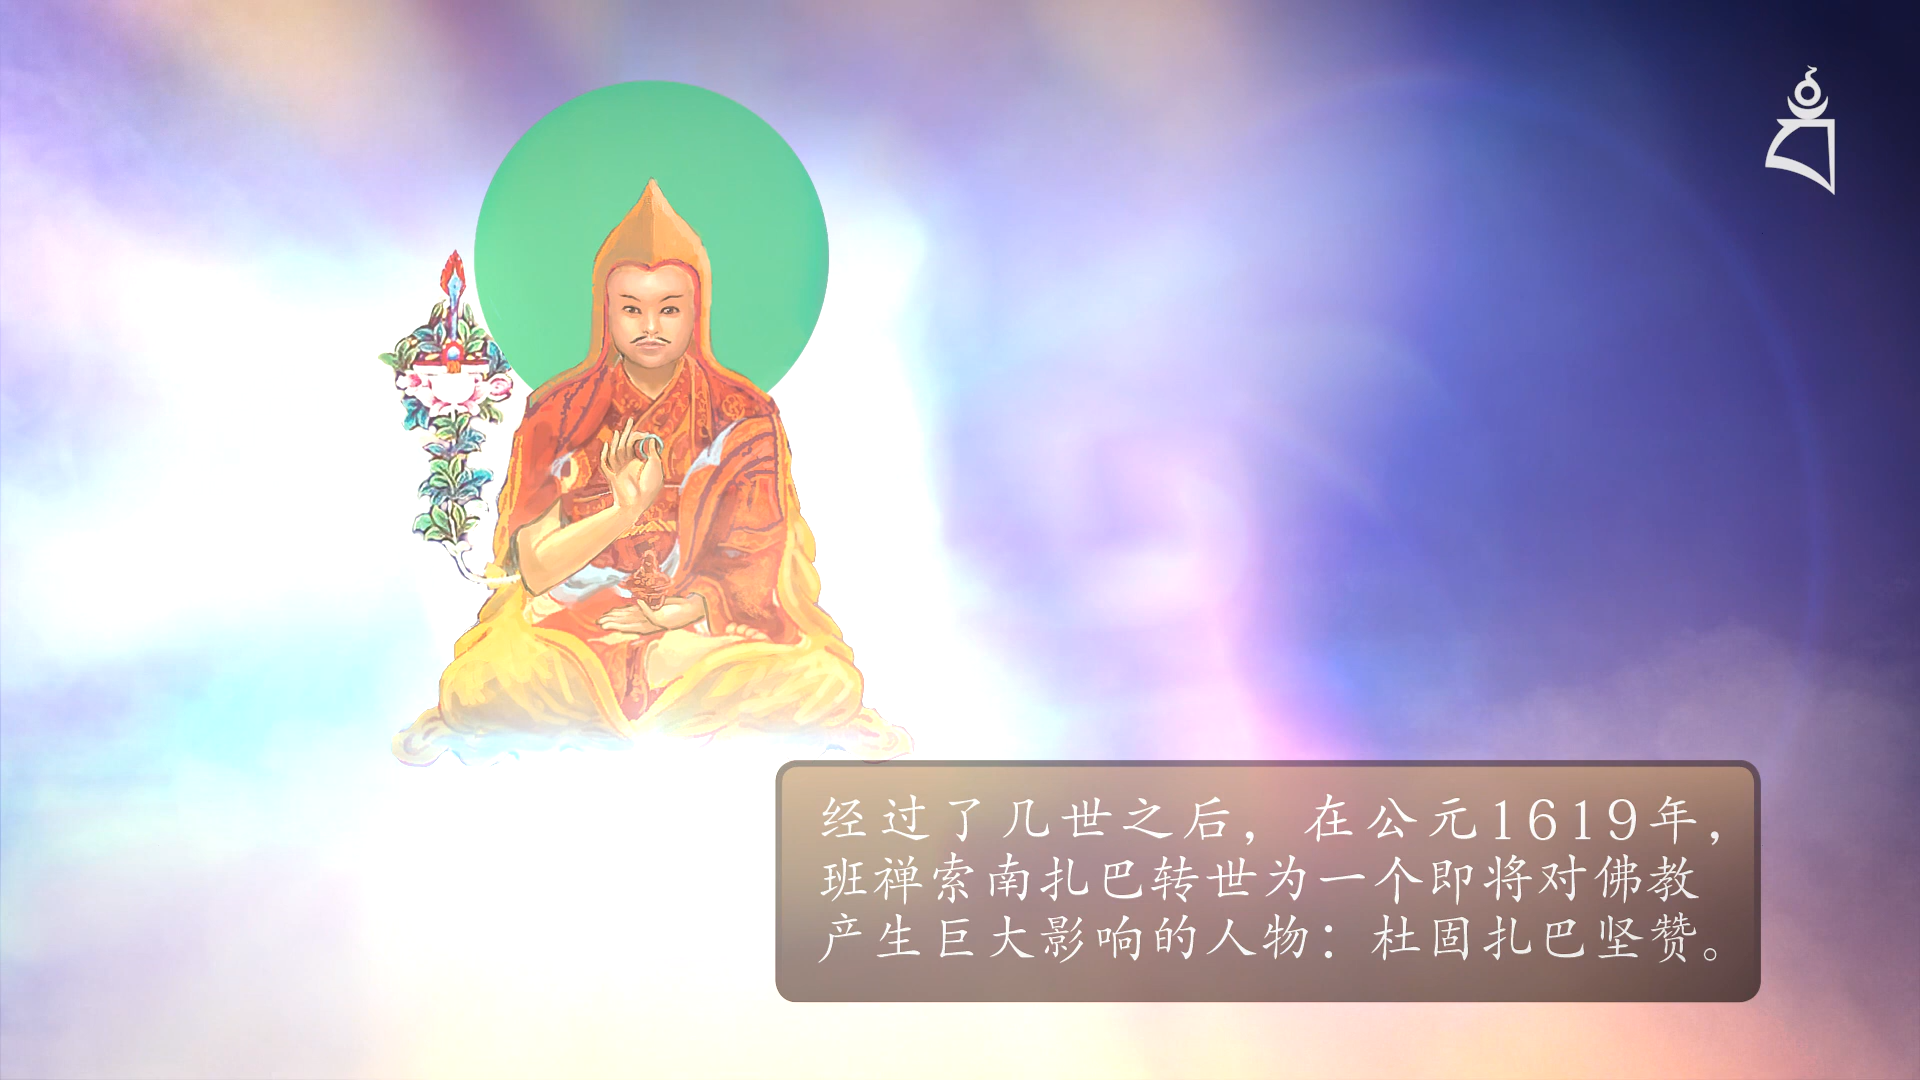 经过了几世之后，在公元1619年，
班禅索南扎巴转世为一个即将对佛教
产生巨大影响的人物：杜固扎巴坚赞。